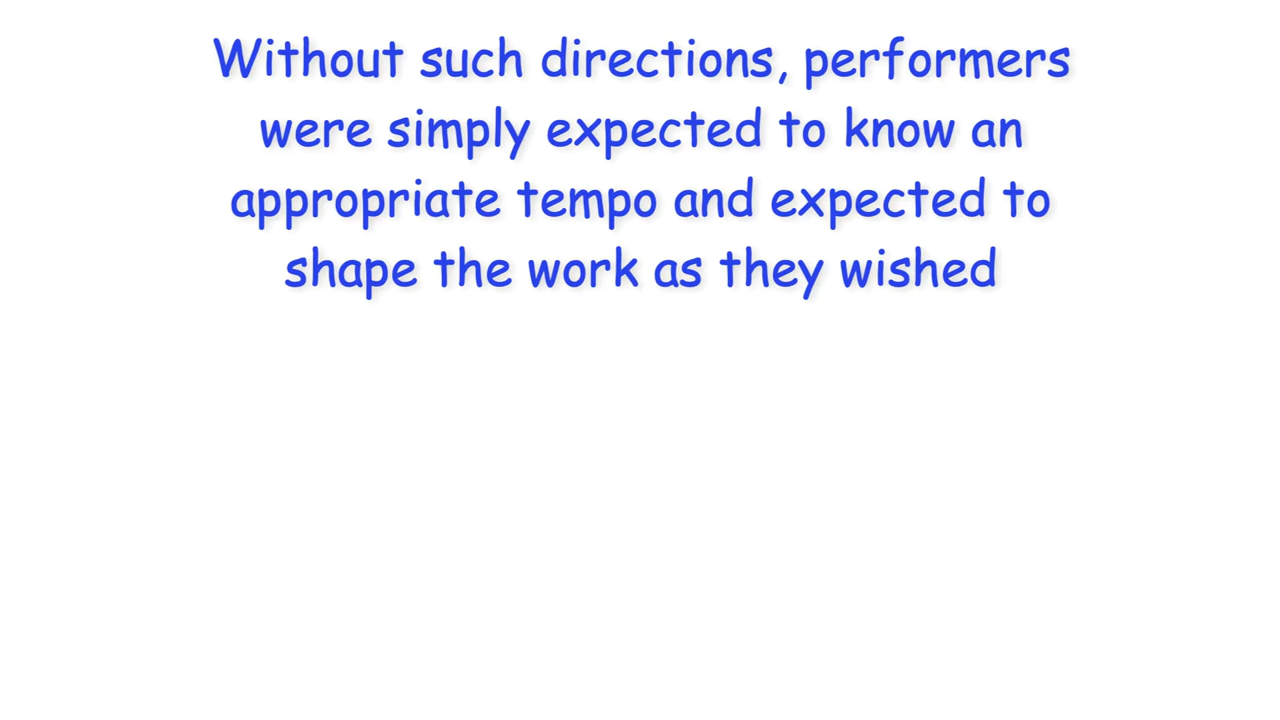 Without such directions, performers
were simply expected to know an
appropriate tempo and expected to
shape the work as they wished